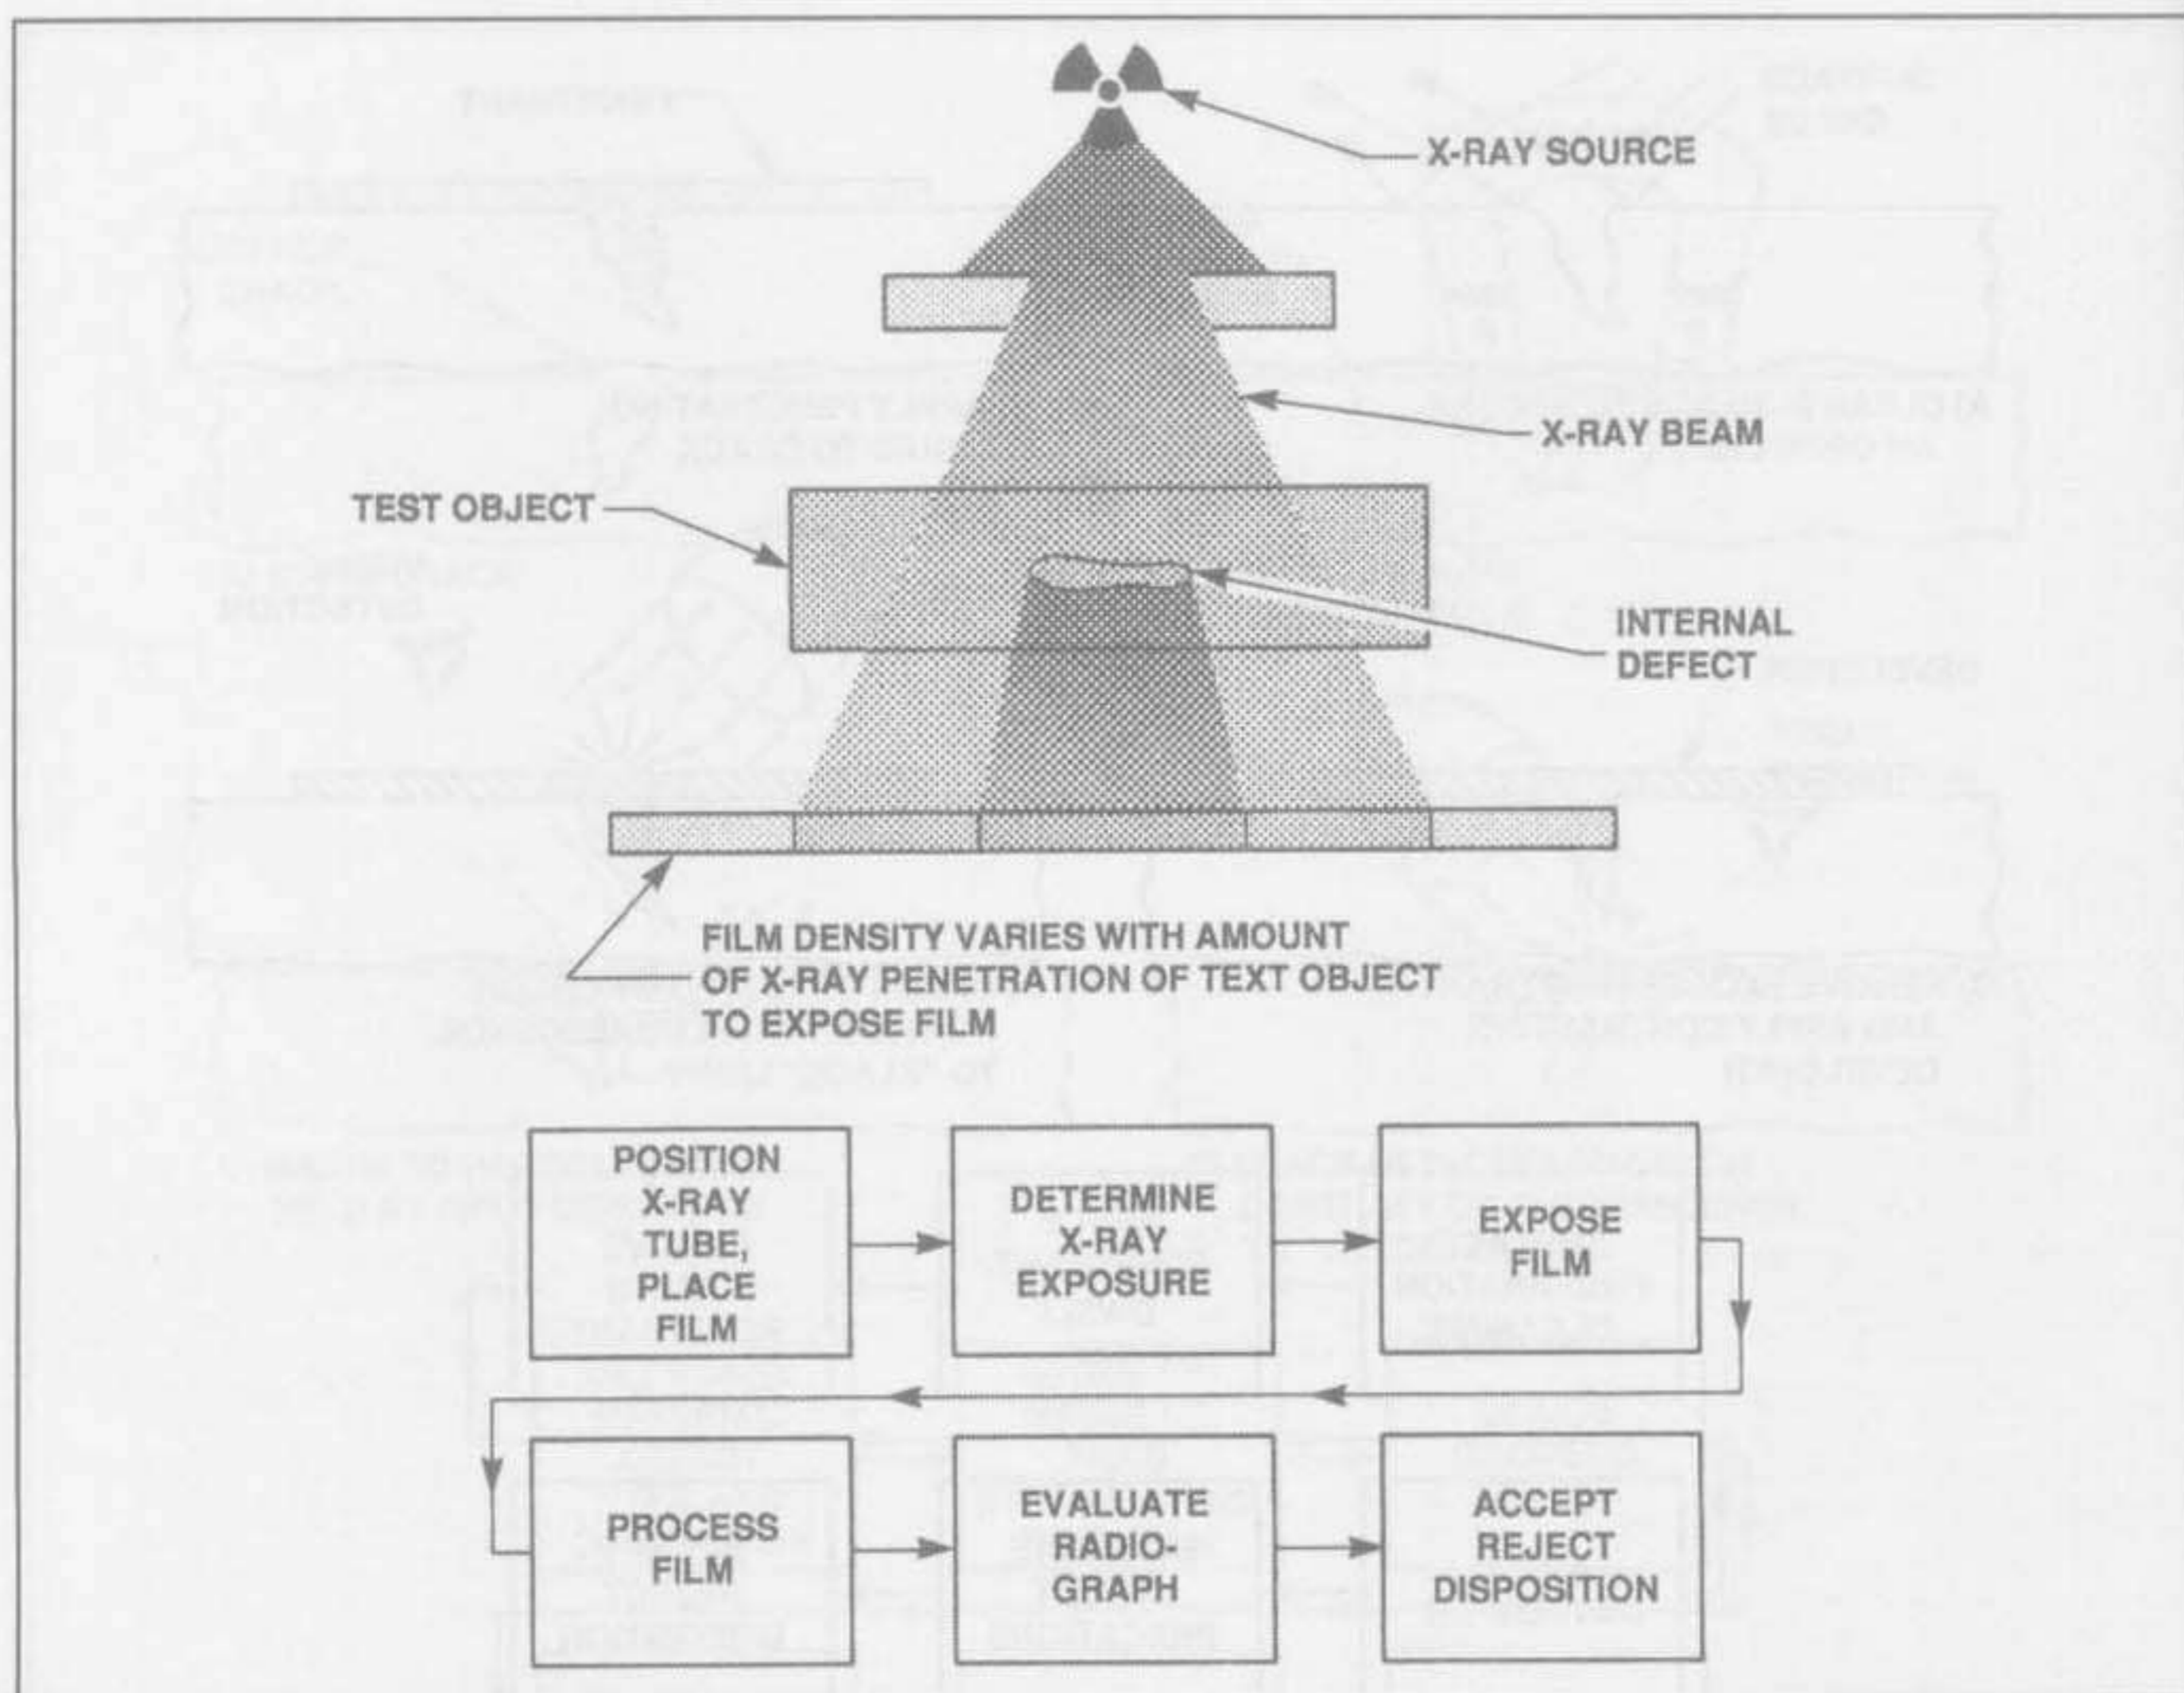 X-RAY SOURCE
X-RAY BEAM
TEST OBJECT
INTERNAL
DEFECT
FILM DENSITY VARIES WITH AMOUNT
OF X-RAY PENETRATION OF TEXT OBJECT
TO EXPOSE FILM
POSITION
X-RAY
TUBE,
PLACE
FILM
DETERMINE
X-RAY
EXPOSURE
EXPOSE
FILM
PROCESS
FILM
EVALUATE
RADIO-
GRAPH
ACCEPT
REJECT
DISPOSITION